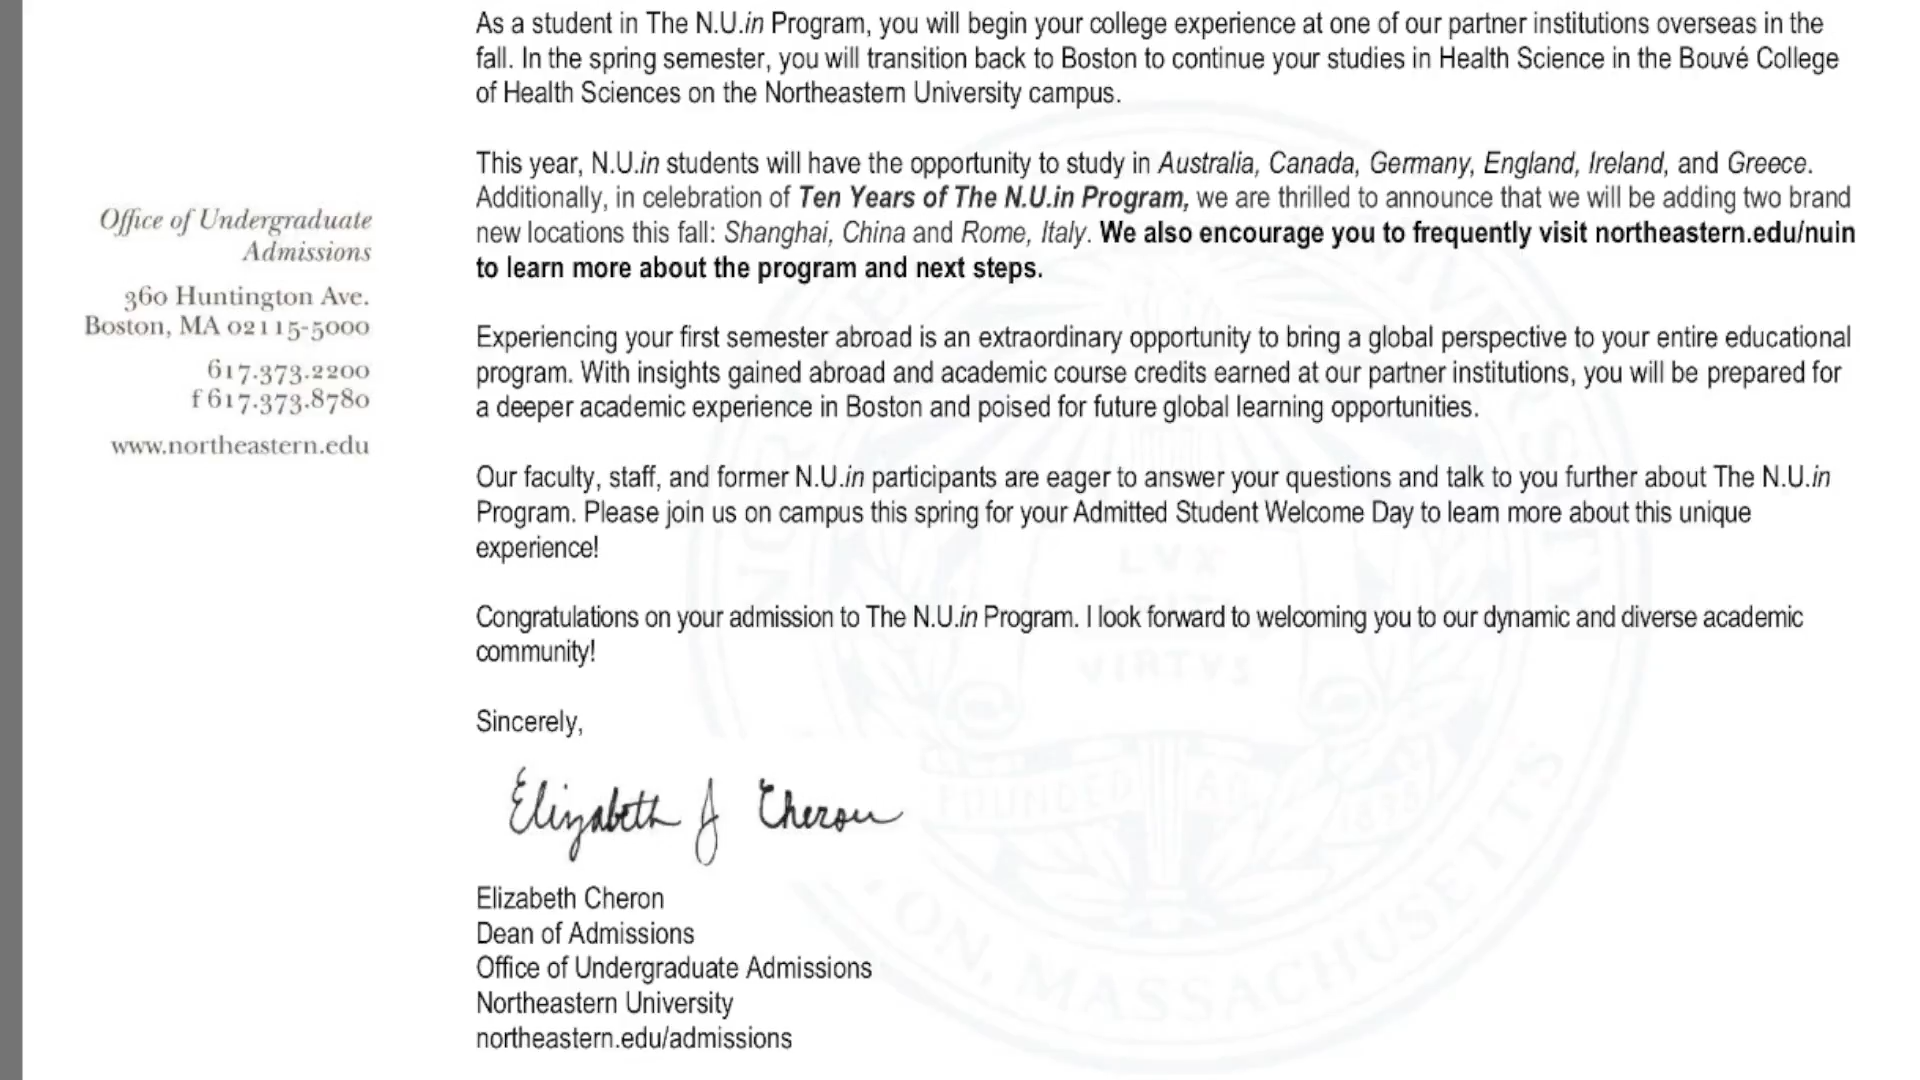 As a student in The N.U.in Program, you will begin your college experience at one of our partner institutions overseas in the
fall. In the spring semester, you will transition back to Boston to continue your studies in Health Science in the Bouvé College
of Health Sciences on the Northeastern University campus.
This year, N.U.in students will have the opportunity to study in Australia, Canada, Germany, England, Ireland, and Greece.
Additionally, in celebration of Ten Years of The N.U.in Program, we are thrilled to announce that we will be adding two brand
new locations this fall: Shanghai, China and Rome, Italy. We also encourage you to frequently visit northeastern.edu/nuin
to learn more about the program and next steps.
Office of Undergraduate
Admissions
360 Huntington Ave.
Boston, MA 02115-5000
617.373.2200
f 617.373.8780
www.northeastern.edu
Experiencing your first semester abroad is an extraordinary opportunity to bring a global perspective to your entire educational
program. With insights gained abroad and academic course credits earned at our partner institutions, you will be prepared for
a deeper academic experience in Boston and poised for future global learning opportunities.
Our faculty, staff, and former N.U.in participants are eager to answer your questions and talk to you further about The N.U.in
Program. Please join us on campus this spring for your Admitted Student Welcome Day to learn more about this unique
experience!
Congratulations on your admission to The N.U.in Program. I look forward to welcoming you to our dynamic and diverse academic
community!
Sincerely,
Elizabeth J Cheron
Elizabeth Cheron
Dean of Admissions
Office of Undergraduate Admissions
Northeastern University
northeastern.edu/admissions
LVX
VIRTVS
FOUNDED AD
MASSACHUSETTS